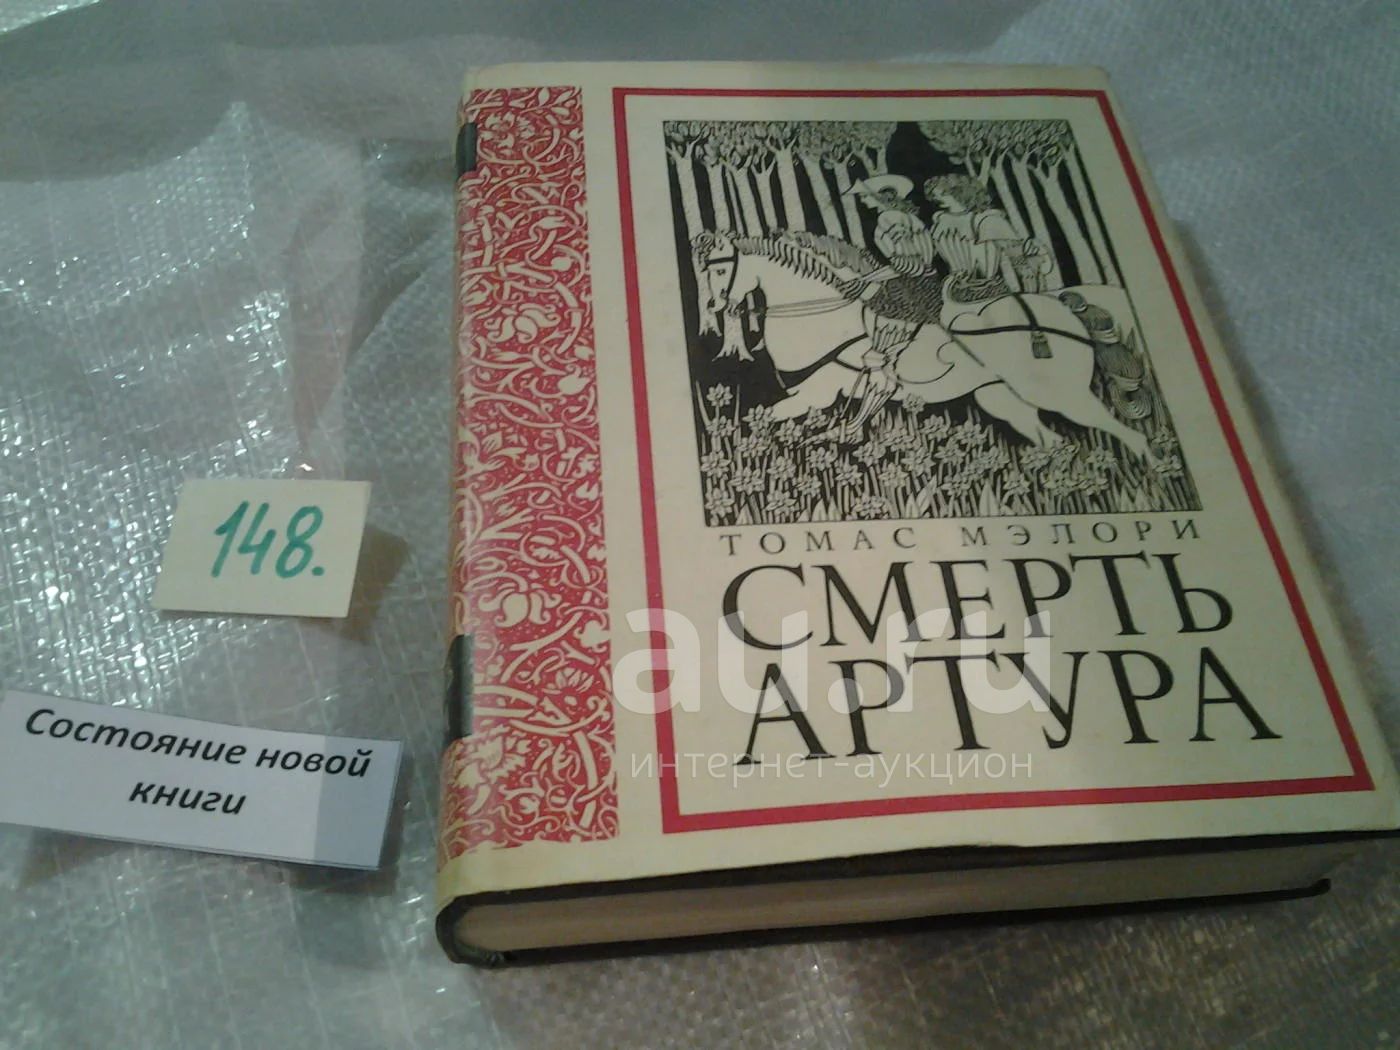 ТОМАС МЭЛОРИ
СМЕРТЬ
АРТУРА
148.
Состояние новой
книги
au.ru
интернет-аукцион